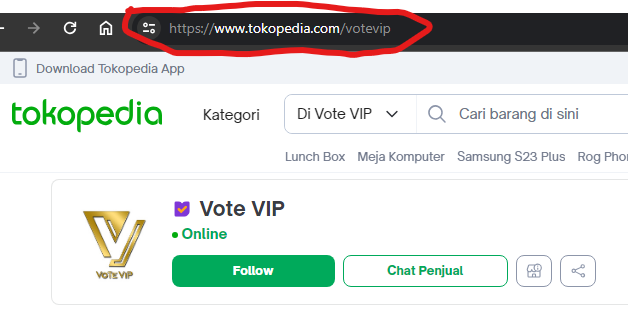 https://www.tokopedia.com/votevip
Download Tokopedia App
tokopedia
Kategori
Di Vote VIP
Cari barang di sini
Lunch Box Meja Komputer Samsung S23 Plus Rog Pho
Vote VIP
Online
VOTE VIP
Follow
Chat Penjual